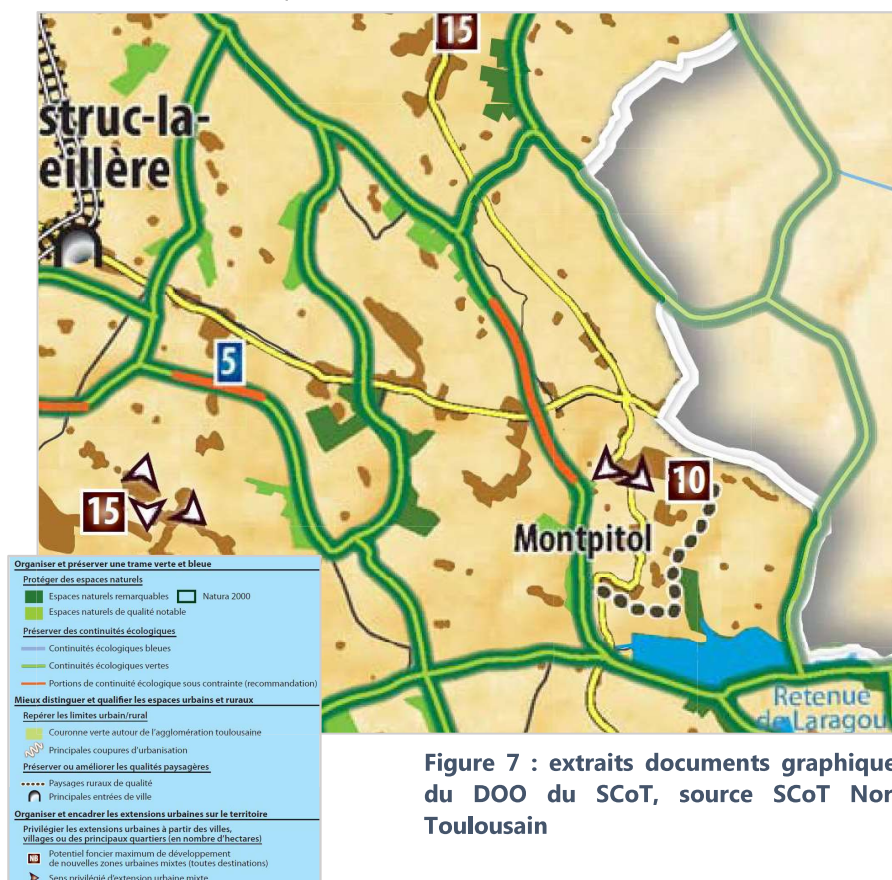 15
struc-la-
eillère
5
15
10
Montpitol
Retenue
de Laragou
Organiser et préserver une trame verte et bleue
Protéger des espaces naturels
Espaces naturels remarquables Natura 2000
Espaces naturels de qualité notable
Préserver des continuités écologiques
Continuités écologiques bleues
Continuités écologiques vertes
Portions de continuité écologique sous contrainte (recommandation)
Mieux distinguer et qualifier les espaces urbains et ruraux
Repérer les limites urbain/rural
Couronne verte autour de l'agglomération toulousaine
Principales coupures d'urbanisation
Préserver ou améliorer les qualités paysagères
Paysages ruraux de qualité
Principales entrées de ville
Organiser et encadrer les extensions urbaines sur le territoire
Privilégier les extensions urbaines à partir des villes,
villages ou des principaux quartiers (en nombre d'hectares)
NB Potentiel foncier maximum de développement
de nouvelles zones urbaines mixtes (toutes destinations)
Sens privilégié d'extension urbaine mixte
Figure 7 : extraits documents graphique
du DOO du SCoT, source SCoT Nor
Toulousain